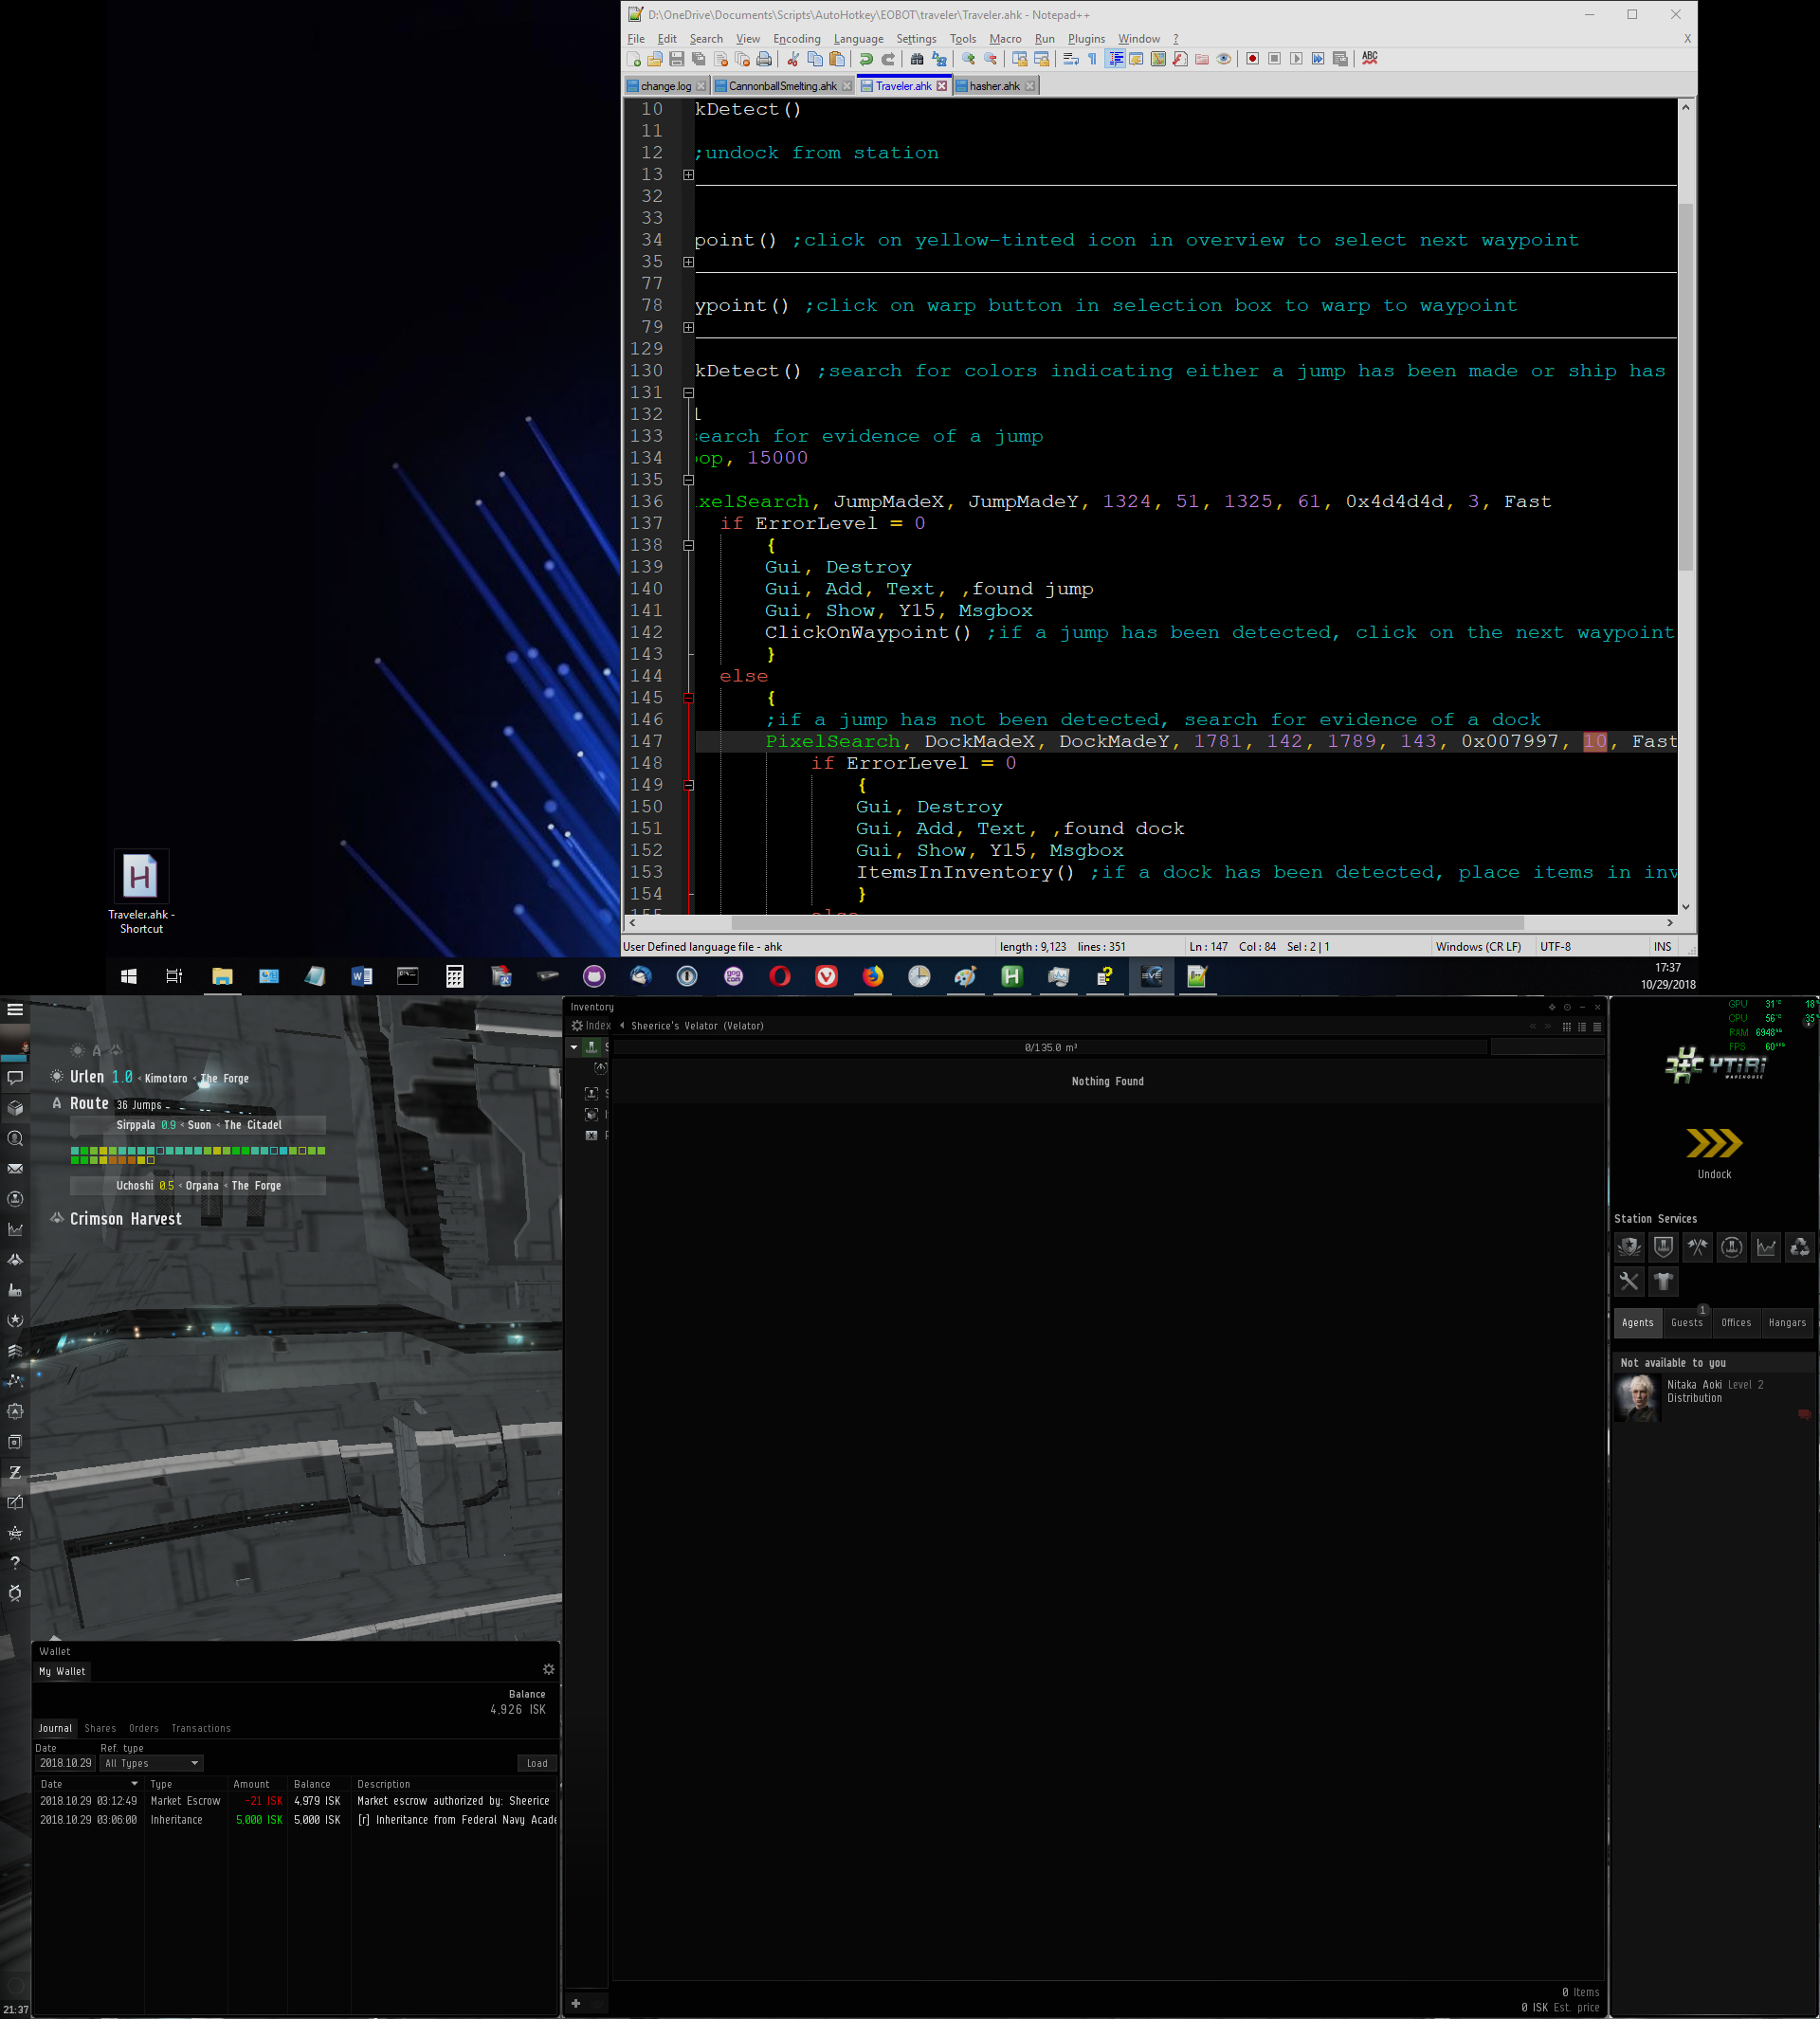 D:\OneDrive\Documents\Scripts\AutoHotkey\EOBOT\traveler\Traveler.ahk - Notepad++
File Edit Search View Encoding Language Settings Tools Macro Run Plugins Window ? X
change.log CannonballSmelting.ahk Traveler.ahk hasher.ahk
10 kDetect()
11
12 ;undock from station
13
32
33
34 point() ;click on yellow-tinted icon in overview to select next waypoint
35
77
78 ypoint() ;click on warp button in selection box to warp to waypoint
79
129
130 kDetect() ;search for colors indicating either a jump has been made or ship has
131
132
133 search for evidence of a jump
134 op, 15000
135
136 xelSearch, JumpMadeX, JumpMadeY, 1324, 51, 1325, 61, 0x4d4d4d, 3, Fast
137 if ErrorLevel = 0
138 {
139 Gui, Destroy
140 Gui, Add, Text, ,found jump
141 Gui, Show, Y15, Msgbox
142 ClickOnWaypoint() ;if a jump has been detected, click on the next waypoint
143 }
144 else
145 {
146 ;if a jump has not been detected, search for evidence of a dock
147 PixelSearch, DockMadeX, DockMadeY, 1781, 142, 1789, 143, 0x007997, 10, Fast
148 if ErrorLevel = 0
149 {
150 Gui, Destroy
151 Gui, Add, Text, ,found dock
152 Gui, Show, Y15, Msgbox
153 ItemsInInventory() ;if a dock has been detected, place items in inv
154 }
155 else
User Defined language file - ahk length : 9,123 lines : 351 Ln : 147 Col : 84 Sel : 2 | 1 Windows (CR LF) UTF-8 INS
Traveler.ahk -
Shortcut
17:37
10/29/2018
Urlen 1.0 < Kimotoro < The Forge
Route 36 Jumps
Sirppala 0.9 < Suon < The Citadel
Uchoshi 0.5 < Orpana < The Forge
Crimson Harvest
Inventory
Index Sheerice's Velator (Velator)
0/135.0 m³
Nothing Found
0 Items
0 ISK Est. price
GPU 31°C 18%
CPU 56°C 35%
RAM 6948MB
FPS 60
YTIRI
WAREHOUSE
Undock
Station Services
1
Agents Guests Offices Hangars
Not available to you
Nitaka Aoki Level 2
Distribution
Wallet
My Wallet
Balance
4,926 ISK
Journal Shares Orders Transactions
Date Ref. type
2018.10.29 All Types Load
Date Type Amount Balance Description
2018.10.29 03:12:49 Market Escrow -21 ISK 4,979 ISK Market escrow authorized by: Sheerice
2018.10.29 03:06:00 Inheritance 5,000 ISK 5,000 ISK [r] Inheritance from Federal Navy Acade
21:37